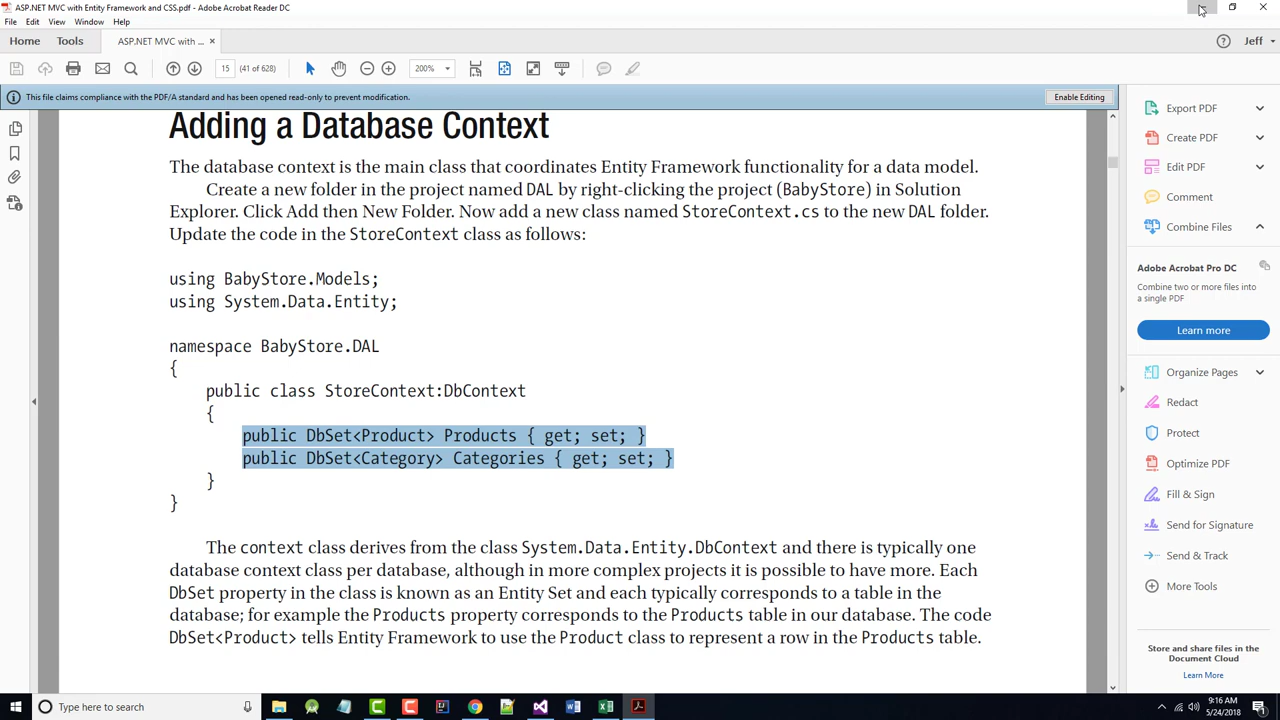 ASP.NET MVC with Entity Framework and CSS.pdf - Adobe Acrobat Reader DC
File Edit View Window Help
Home Tools ASP.NET MVC with ... × Jeff
15 (41 of 628) 200%
This file claims compliance with the PDF/A standard and has been opened read-only to prevent modification. Enable Editing
Adding a Database Context
The database context is the main class that coordinates Entity Framework functionality for a data model.
Create a new folder in the project named DAL by right-clicking the project (BabyStore) in Solution
Explorer. Click Add then New Folder. Now add a new class named StoreContext.cs to the new DAL folder.
Update the code in the StoreContext class as follows:
using BabyStore.Models;
using System.Data.Entity;
namespace BabyStore.DAL
{
public class StoreContext:DbContext
{
public DbSet<Product> Products { get; set; }
public DbSet<Category> Categories { get; set; }
}
}
The context class derives from the class System.Data.Entity.DbContext and there is typically one
database context class per database, although in more complex projects it is possible to have more. Each
DbSet property in the class is known as an Entity Set and each typically corresponds to a table in the
database; for example the Products property corresponds to the Products table in our database. The code
DbSet<Product> tells Entity Framework to use the Product class to represent a row in the Products table.
Export PDF
Create PDF
Edit PDF
Comment
Combine Files
Adobe Acrobat Pro DC
Combine two or more files into
a single PDF
Learn more
Organize Pages
Redact
Protect
Optimize PDF
Fill & Sign
Send for Signature
Send & Track
More Tools
Store and share files in the
Document Cloud
Learn More
Type here to search
9:16 AM
5/24/2018